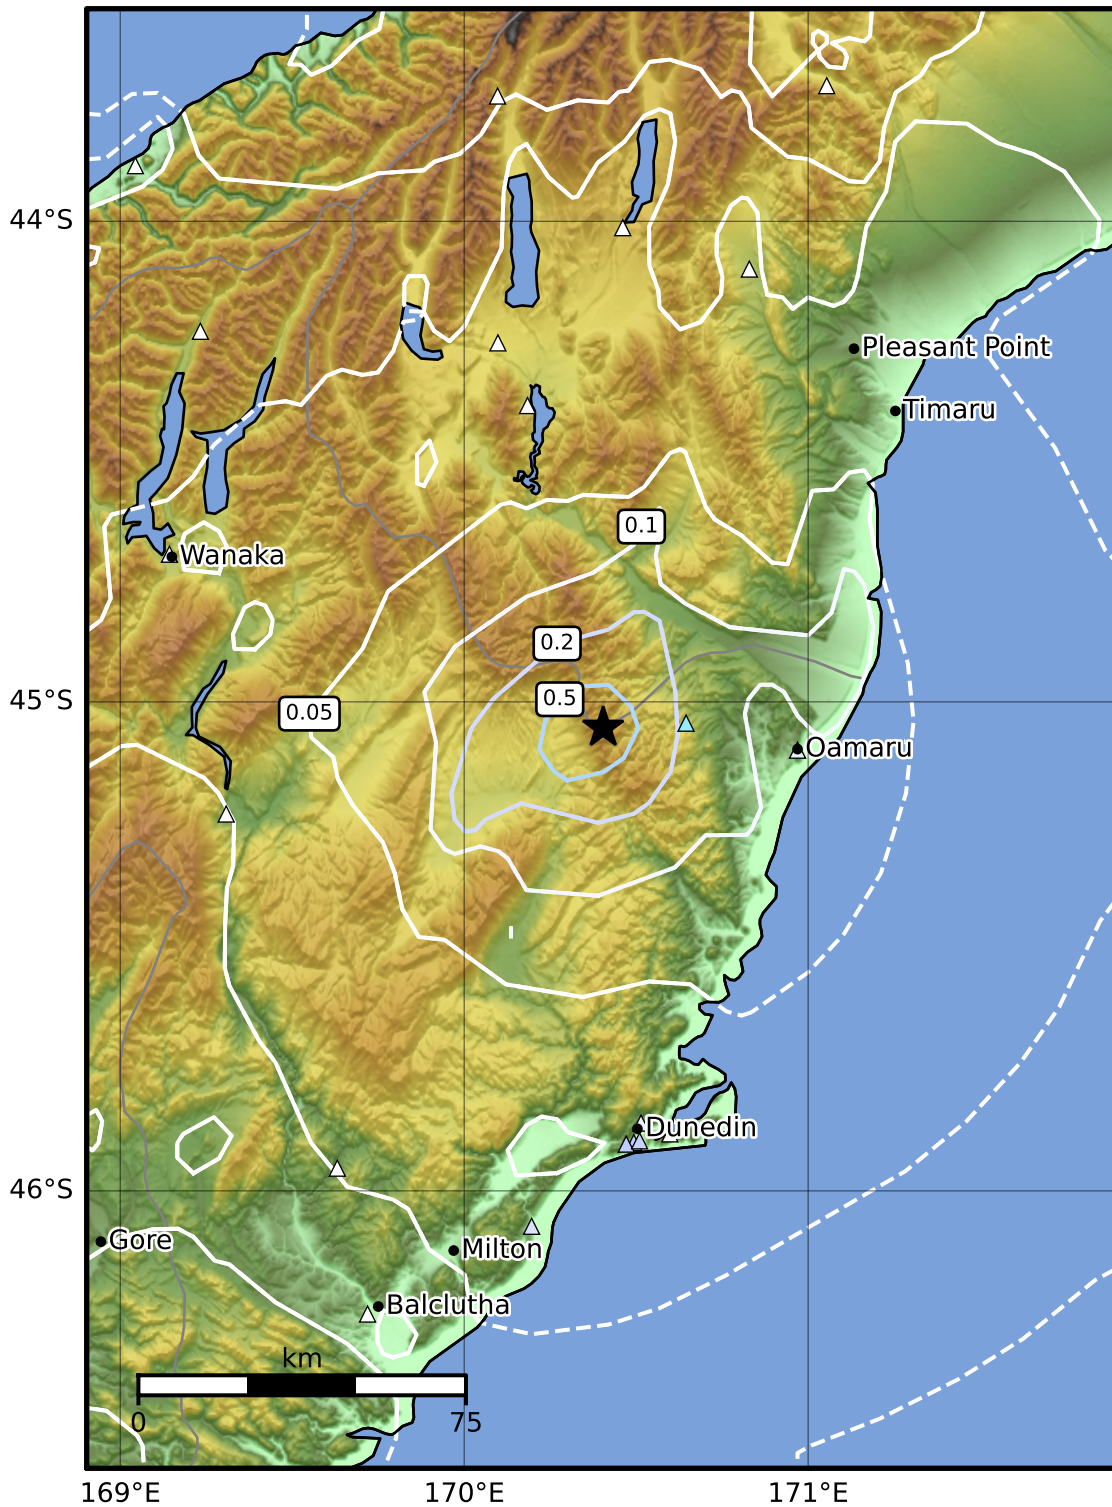 44°S
Pleasant Point
Timaru
0.1
Wanaka
0.2
0.5
45°S
0.05
Oamaru
Dunedin
46°S
Gore
Milton
Balclutha
km
0 75
169°E 170°E 171°E